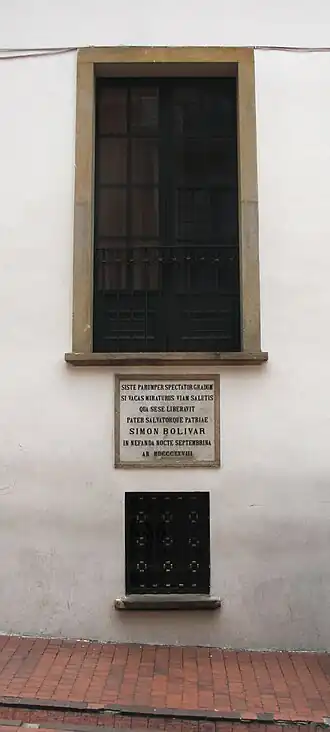 SISTE PARUMPER SPECTATOR GRADUM
SI VACAS MIRATURUS VIAM SALUTIS
QUA SESE LIBERAVIT
PATER SALVATORQUE PATRIAE
SIMON BOLIVAR
IN NEFANDA NOCTE SEPTEMBRINA
AN MDCCCXXVIII